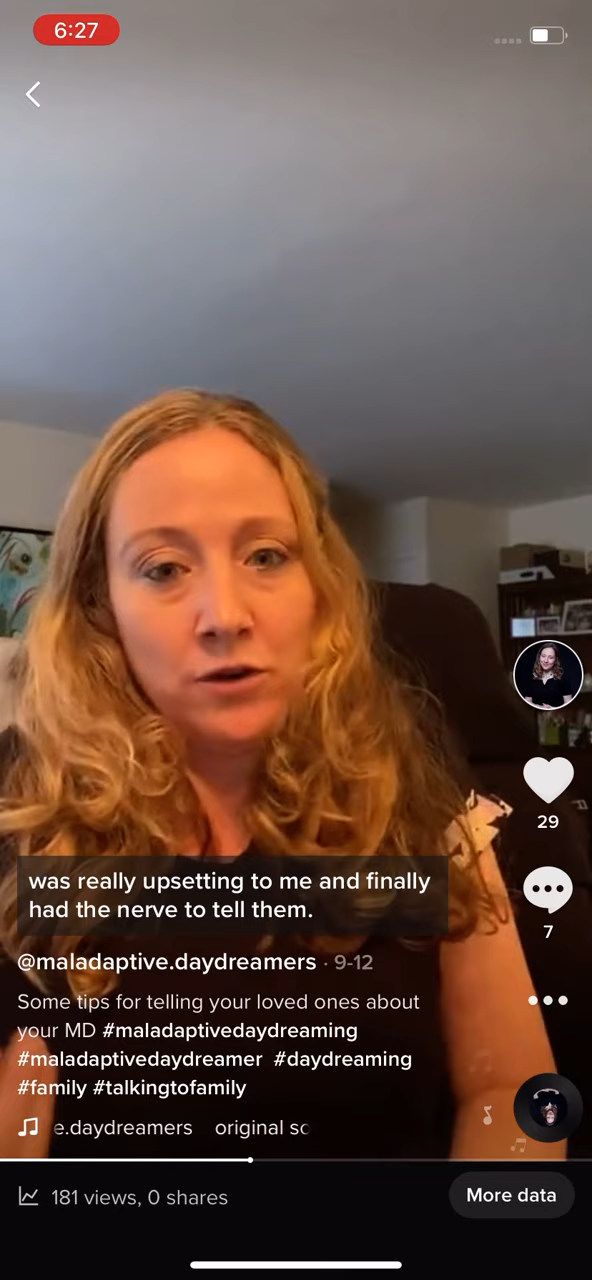 6:27
29
was really upsetting to me and finally
had the nerve to tell them.
7
@maladaptive.daydreamers · 9-12
Some tips for telling your loved ones about
your MD #maladaptivedaydreaming
#maladaptivedaydreamer #daydreaming
#family #talkingtofamily
e.daydreamers original sc
181 views, 0 shares
More data